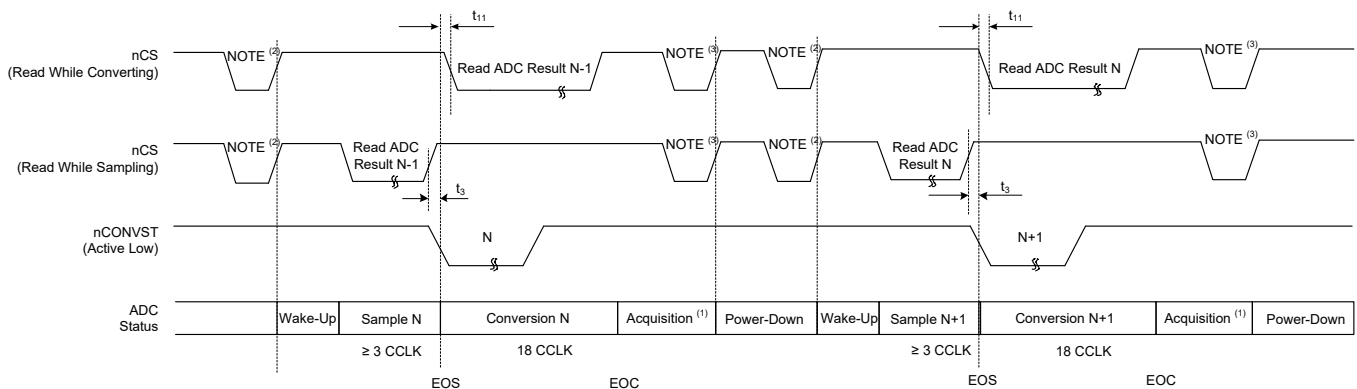 t11 t11
nCS
(Read While Converting)
NOTE (2) NOTE (3) NOTE (2) NOTE (3)
Read ADC Result N-1 Read ADC Result N
nCS
(Read While Sampling)
NOTE (2) Read ADC NOTE (3) NOTE (2) Read ADC NOTE (3)
Result N-1 Result N
t3 t3
nCONVST
(Active Low)
N N+1
ADC
Status
Wake-Up Sample N Conversion N Acquisition (1) Power-Down Wake-Up Sample N+1 Conversion N+1 Acquisition (1) Power-Down
≥ 3 CCLK 18 CCLK ≥ 3 CCLK 18 CCLK
EOS EOC EOS EOC